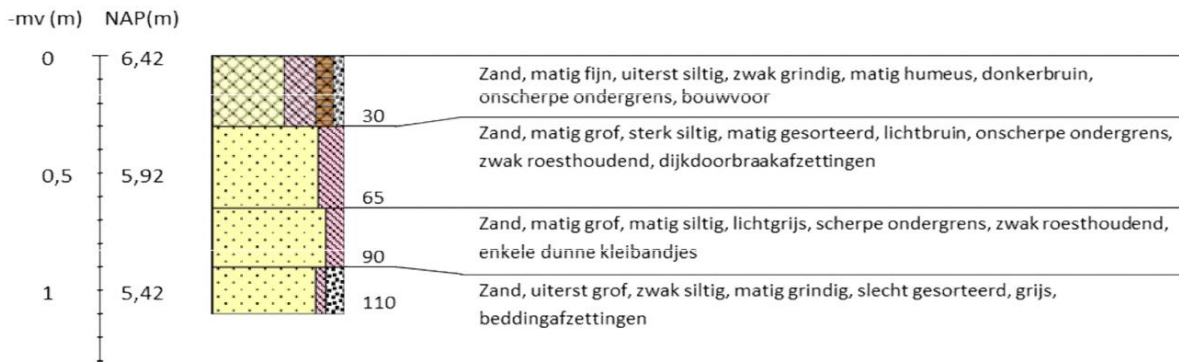 -mv (m) NAP(m)
0 6,42
Zand, matig fijn, uiterst siltig, zwak grindig, matig humeus, donkerbruin,
onscherpe ondergrens, bouwvoor
30
Zand, matig grof, sterk siltig, matig gesorteerd, lichtbruin, onscherpe ondergrens,
zwak roesthoudend, dijkdoorbraakafzettingen
0,5 5,92
65
Zand, matig grof, matig siltig, lichtgrijs, scherpe ondergrens, zwak roesthoudend,
enkele dunne kleibandjes
90
1 5,42
Zand, uiterst grof, zwak siltig, matig grindig, slecht gesorteerd, grijs,
beddingafzettingen
110